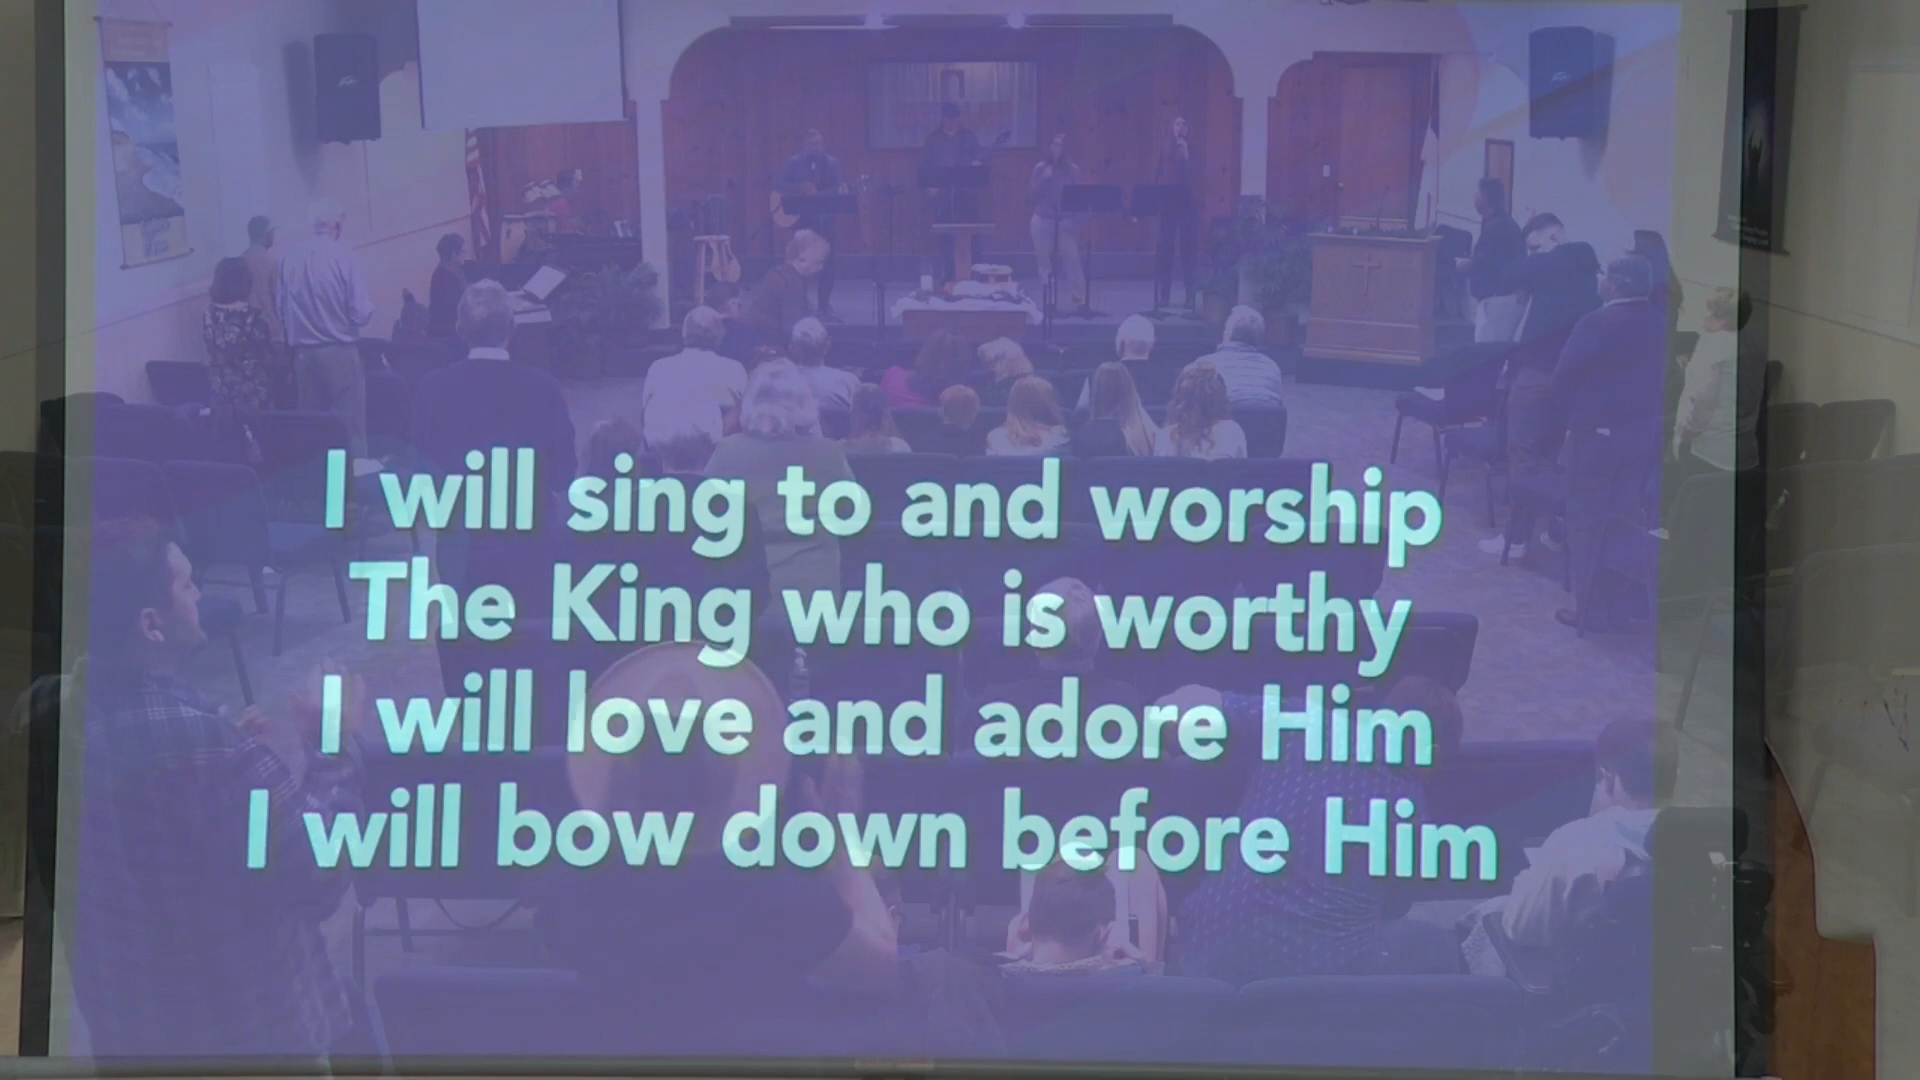 I will sing to and worship
The King who is worthy
I will love and adore Him
I will bow down before Him